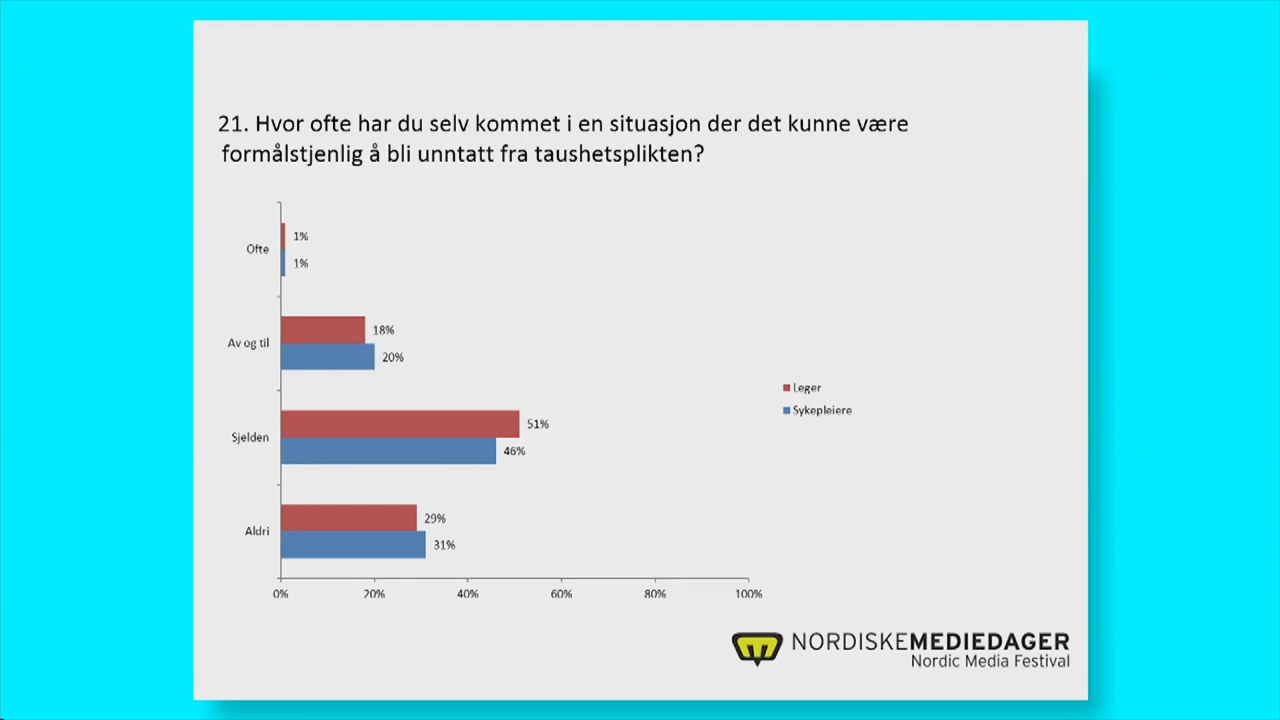 21. Hvor ofte har du selv kommet i en situasjon der det kunne være
formålstjenlig å bli unntatt fra taushetsplikten?
Ofte
1%
1%
Av og til
18%
20%
Sjelden
51%
46%
Aldri
29%
31%
0% 20% 40% 60% 80% 100%
Leger
Sykepleiere
NORDISKEMEDIEDAGER
Nordic Media Festival